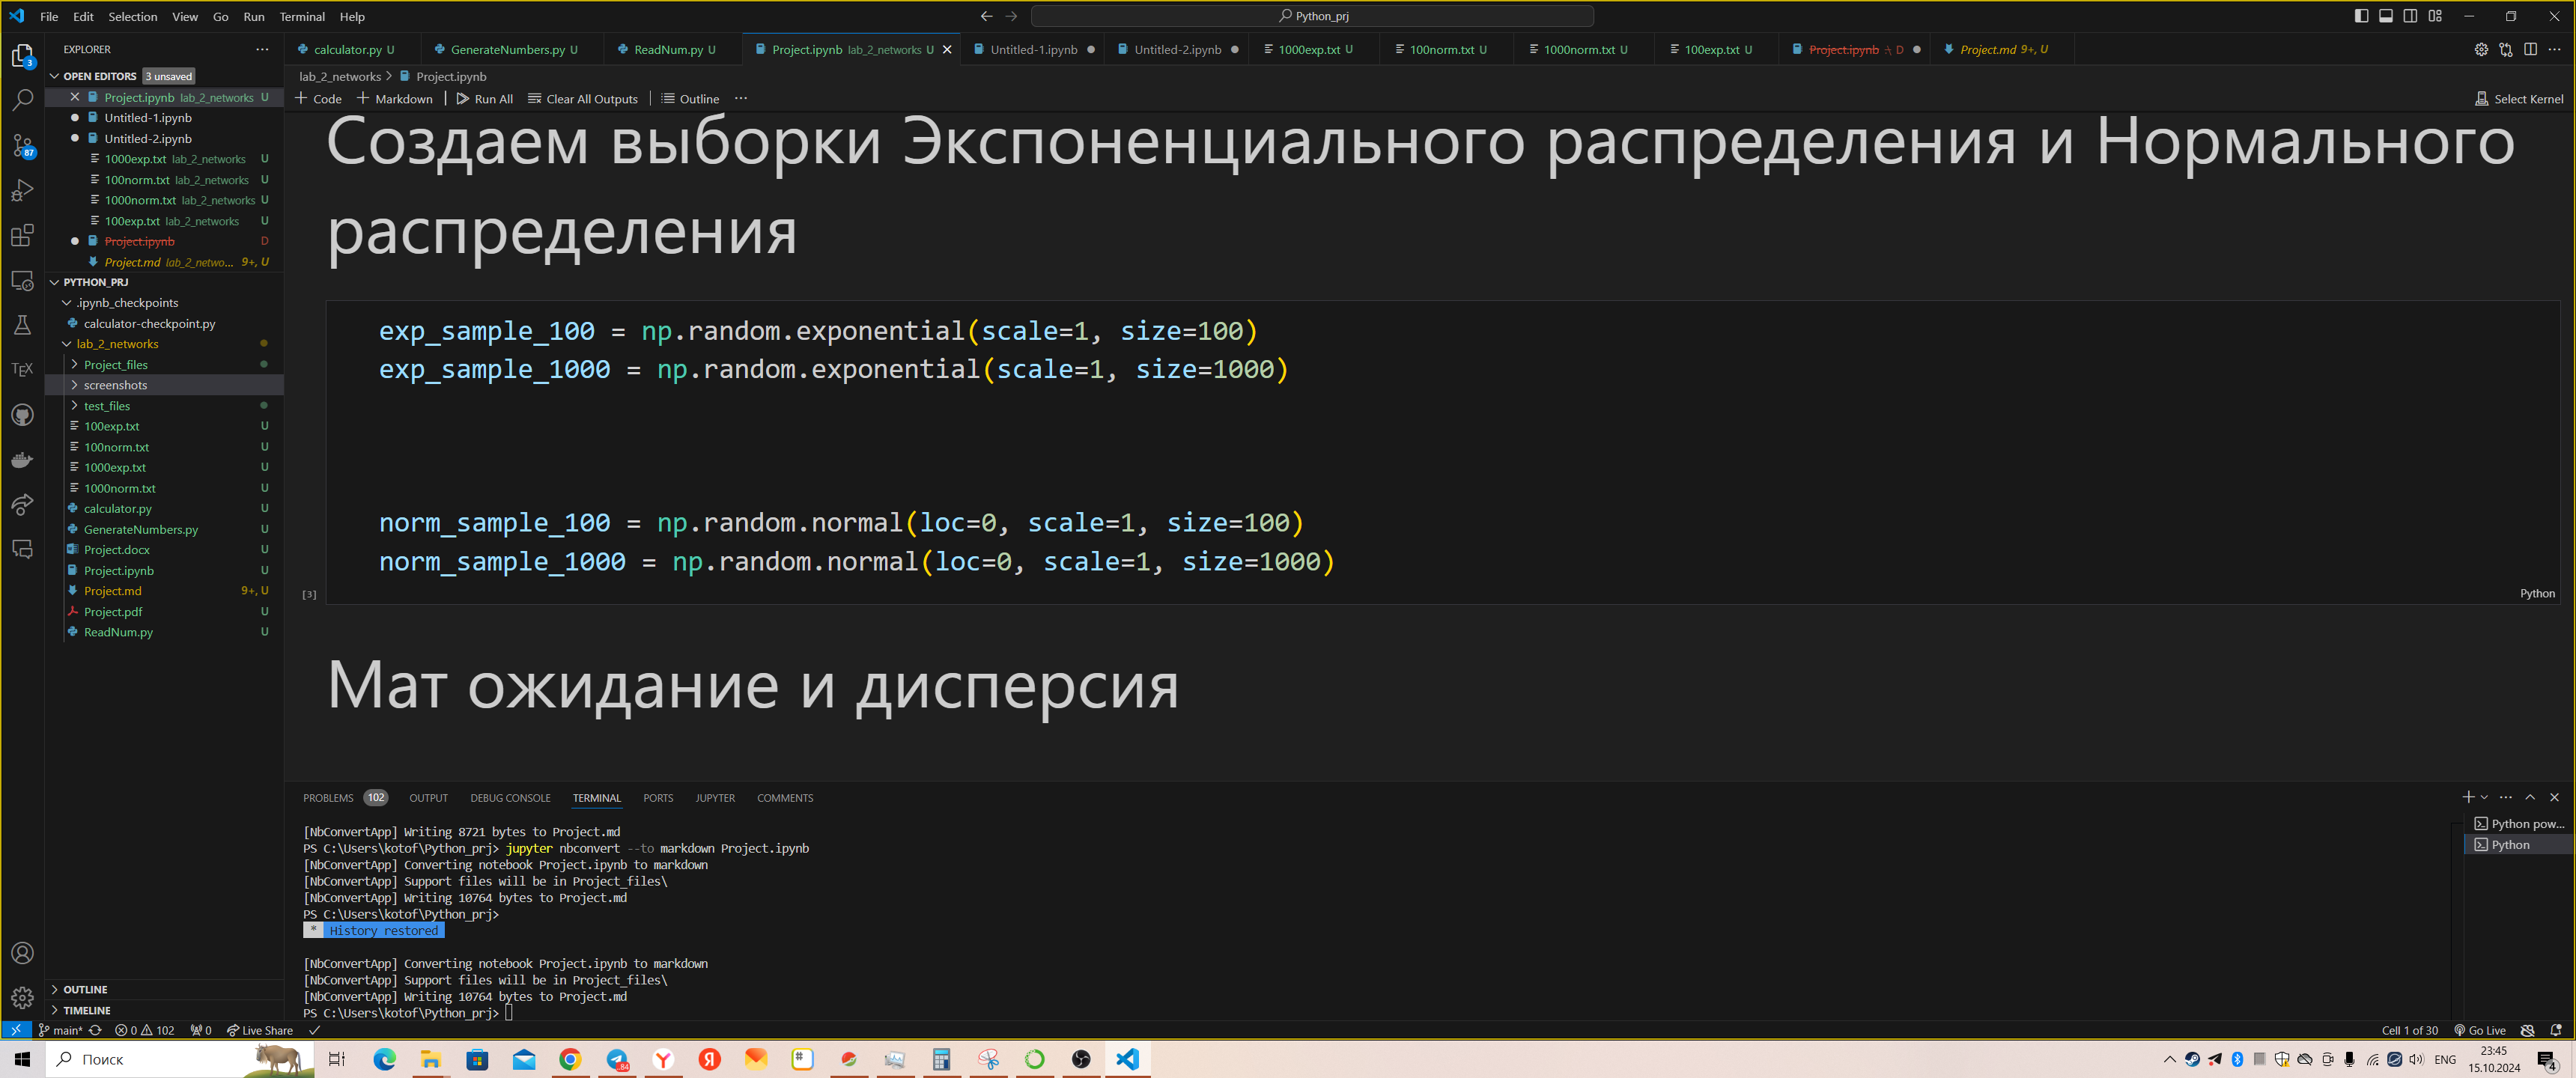 File Edit Selection View Go Run Terminal Help
Python_prj
EXPLORER
calculator.py U
GenerateNumbers.py U
ReadNum.py U
Project.ipynb lab_2_networks U
Untitled-1.ipynb
Untitled-2.ipynb
1000exp.txt U
100norm.txt U
1000norm.txt U
100exp.txt U
Project.ipynb D
Project.md 9+, U
OPEN EDITORS 3 unsaved
Project.ipynb lab_2_networks U
Untitled-1.ipynb
Untitled-2.ipynb
1000exp.txt lab_2_networks U
100norm.txt lab_2_networks U
1000norm.txt lab_2_networks U
100exp.txt lab_2_networks U
Project.ipynb D
Project.md lab_2_netwo... 9+, U
PYTHON_PRJ
.ipynb_checkpoints
calculator-checkpoint.py
lab_2_networks
Project_files
screenshots
test_files
100exp.txt U
100norm.txt U
1000exp.txt U
1000norm.txt U
calculator.py U
GenerateNumbers.py U
Project.docx U
Project.ipynb U
Project.md 9+, U
Project.pdf U
ReadNum.py U
OUTLINE
TIMELINE
3
87
TEX
lab_2_networks > Project.ipynb
+ Code + Markdown Run All Clear All Outputs Outline ...
Select Kernel
Создаем выборки Экспоненциального распределения и Нормального
распределения
exp_sample_100 = np.random.exponential(scale=1, size=100)
exp_sample_1000 = np.random.exponential(scale=1, size=1000)
norm_sample_100 = np.random.normal(loc=0, scale=1, size=100)
norm_sample_1000 = np.random.normal(loc=0, scale=1, size=1000)
[3]
Python
Мат ожидание и дисперсия
PROBLEMS 102 OUTPUT DEBUG CONSOLE TERMINAL PORTS JUPYTER COMMENTS
[NbConvertApp] Writing 8721 bytes to Project.md
PS C:\Users\kotof\Python_prj> jupyter nbconvert --to markdown Project.ipynb
[NbConvertApp] Converting notebook Project.ipynb to markdown
[NbConvertApp] Support files will be in Project_files\
[NbConvertApp] Writing 10764 bytes to Project.md
PS C:\Users\kotof\Python_prj>
* History restored
[NbConvertApp] Converting notebook Project.ipynb to markdown
[NbConvertApp] Support files will be in Project_files\
[NbConvertApp] Writing 10764 bytes to Project.md
PS C:\Users\kotof\Python_prj>
Python pow...
Python
main* 0 102 0 Live Share
Cell 1 of 30 Go Live
Поиск
84
Я
ENG
23:45
15.10.2024
4